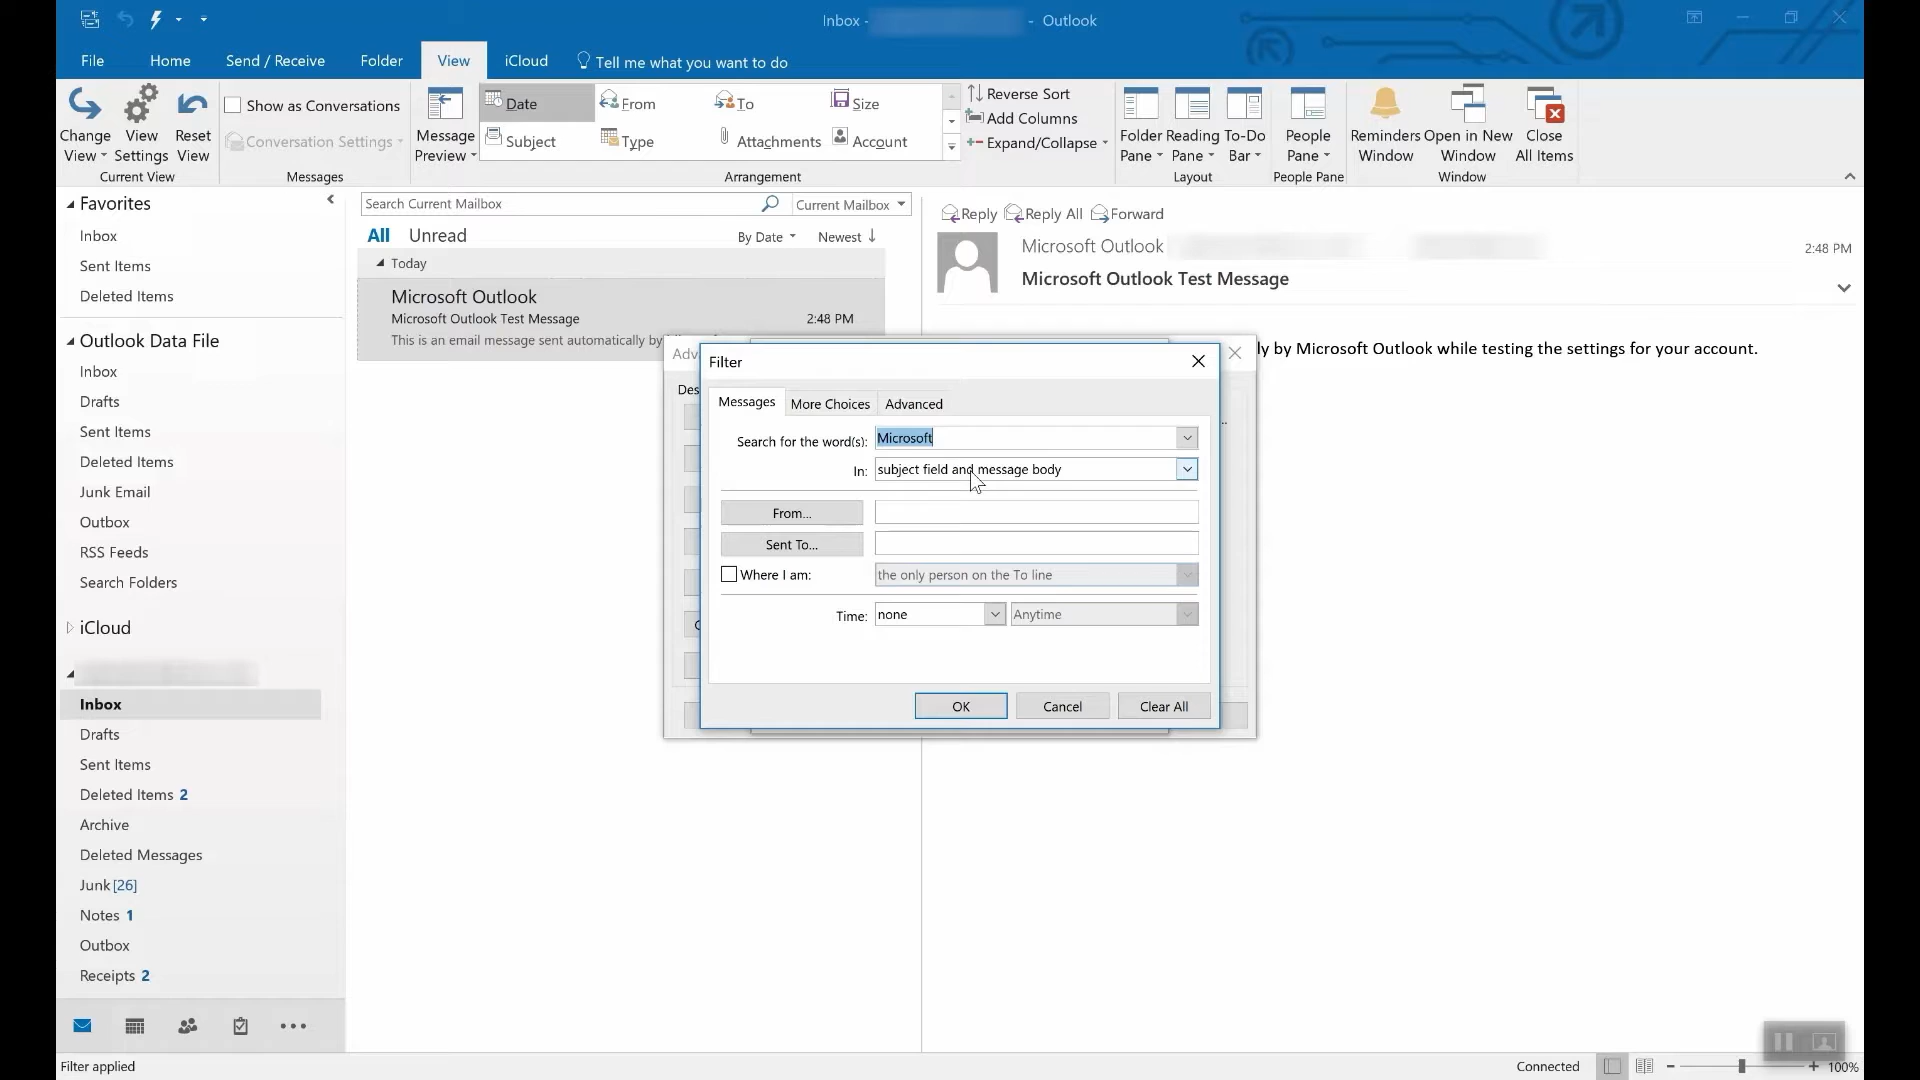 Inbox - - Outlook
File Home Send / Receive Folder View iCloud Tell me what you want to do
Change View
View Settings
Reset View
Current View
Show as Conversations
Conversation Settings
Messages
Message Preview
Date From To Size
Subject Type Attachments Account
Arrangement
Reverse Sort
Add Columns
Expand/Collapse
Folder Pane
Reading Pane
To-Do Bar
Layout
People Pane
People Pane
Reminders Window
Open in New Window
Close All Items
Window
Favorites
Inbox
Sent Items
Deleted Items
Outlook Data File
Inbox
Drafts
Sent Items
Deleted Items
Junk Email
Outbox
RSS Feeds
Search Folders
iCloud
Inbox
Drafts
Sent Items
Deleted Items 2
Archive
Deleted Messages
Junk [26]
Notes 1
Outbox
Receipts 2
Search Current Mailbox Current Mailbox
All Unread By Date Newest
Today
Microsoft Outlook
Microsoft Outlook Test Message 2:48 PM
This is an email message sent automatically by
Reply Reply All Forward
Microsoft Outlook 2:48 PM
Microsoft Outlook Test Message
ly by Microsoft Outlook while testing the settings for your account.
Adv
Des
Filter
Messages More Choices Advanced
Search for the word(s): Microsoft
In: subject field and message body
From...
Sent To...
Where I am: the only person on the To line
Time: none Anytime
OK Cancel Clear All
Filter applied
Connected
100%